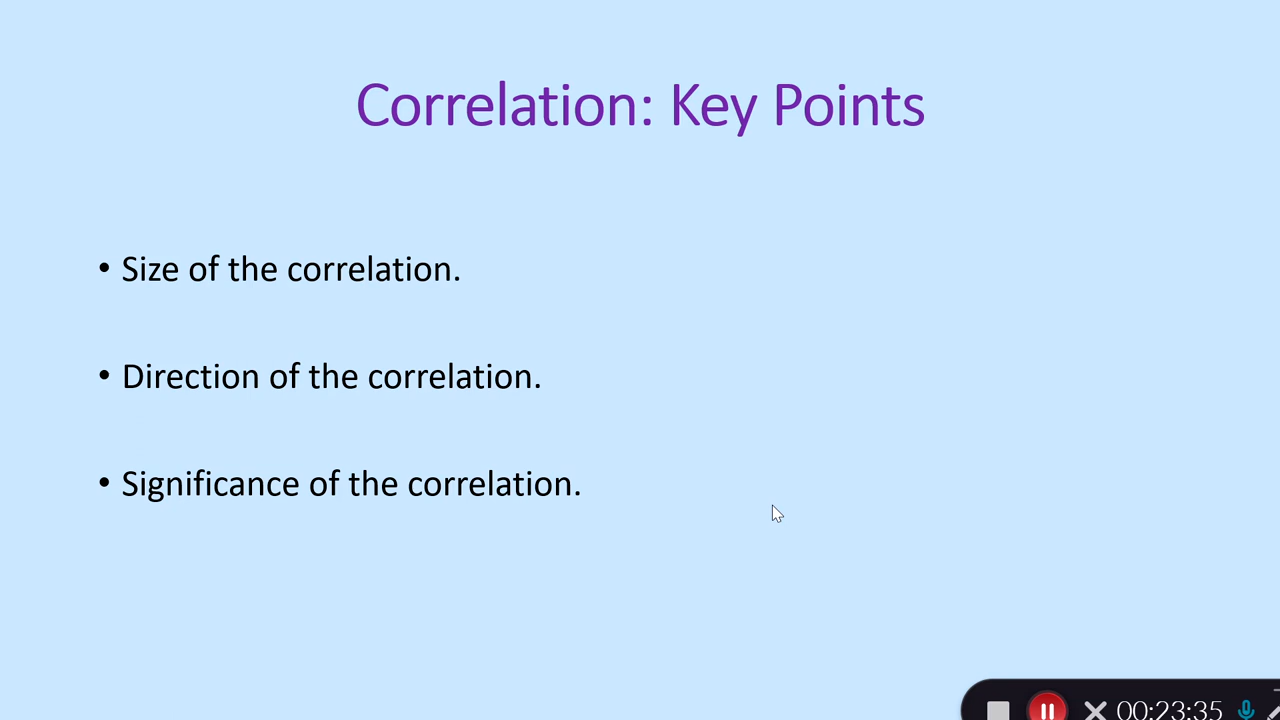 Correlation: Key Points
• Size of the correlation.
• Direction of the correlation.
• Significance of the correlation.
00:23:35